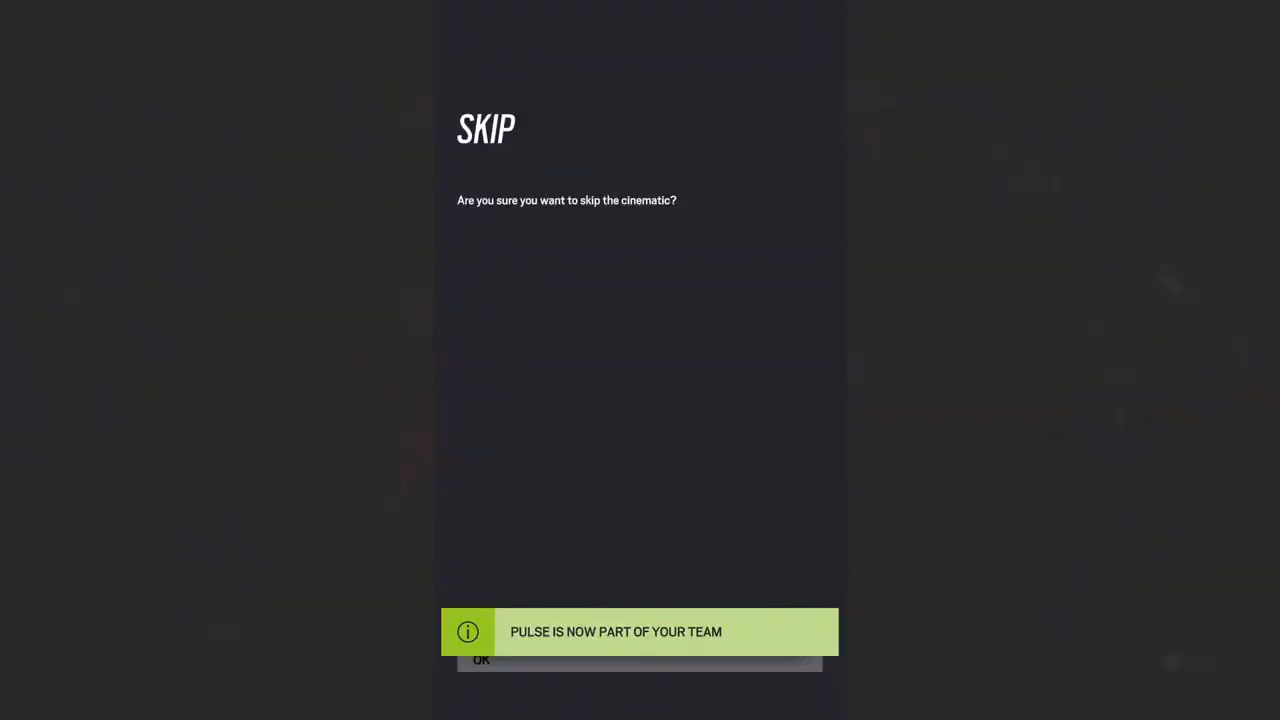 SKIP
Are you sure you want to skip the cinematic?
PULSE IS NOW PART OF YOUR TEAM
OK